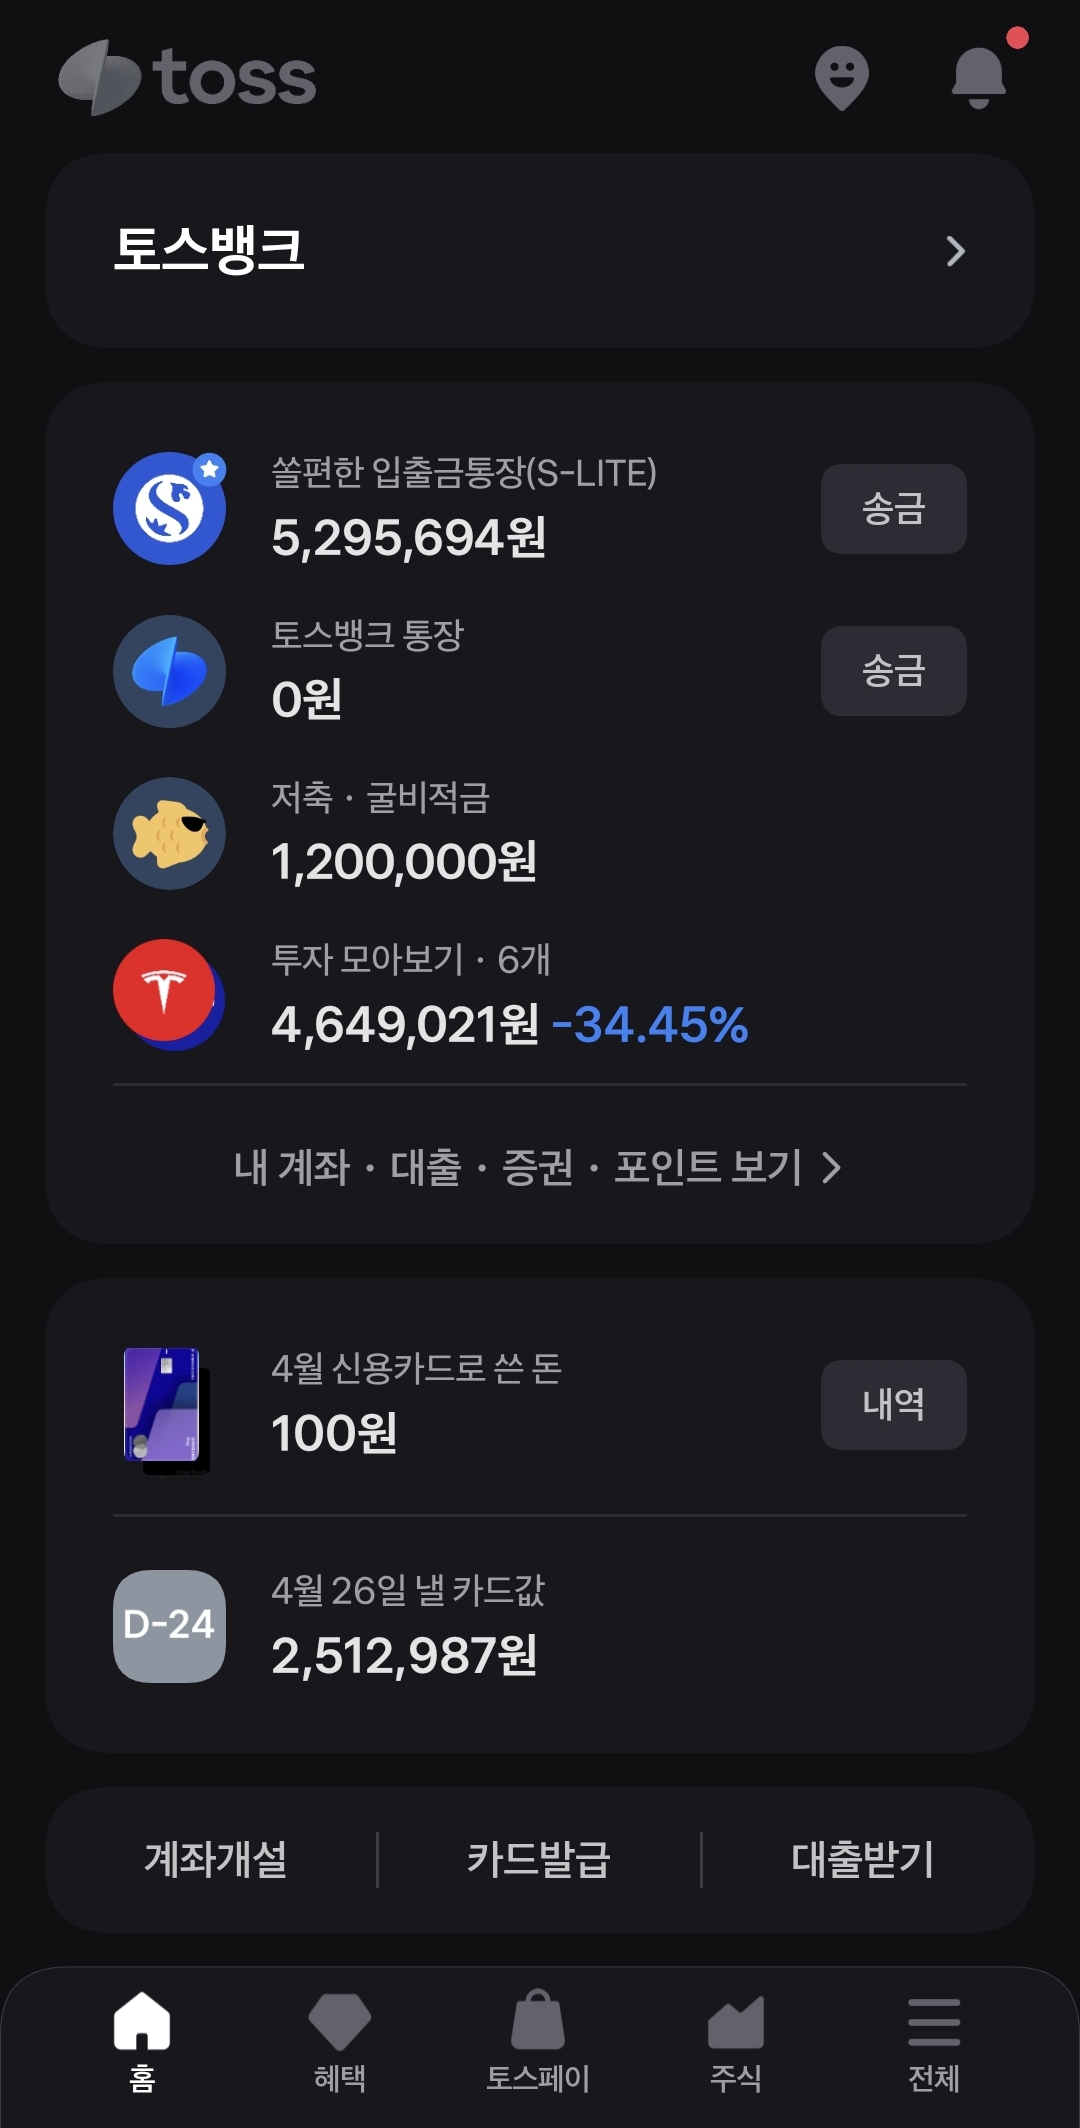 toss
토스뱅크
쏠편한 입출금통장(S-LITE)
5,295,694원
송금
토스뱅크 통장
0원
송금
저축 · 굴비적금
1,200,000원
투자 모아보기 · 6개
4,649,021원 -34.45%
내 계좌 · 대출 · 증권 · 포인트 보기
4월 신용카드로 쓴 돈
100원
내역
D-24
4월 26일 낼 카드값
2,512,987원
계좌개설
카드발급
대출받기
홈
혜택
토스페이
주식
전체